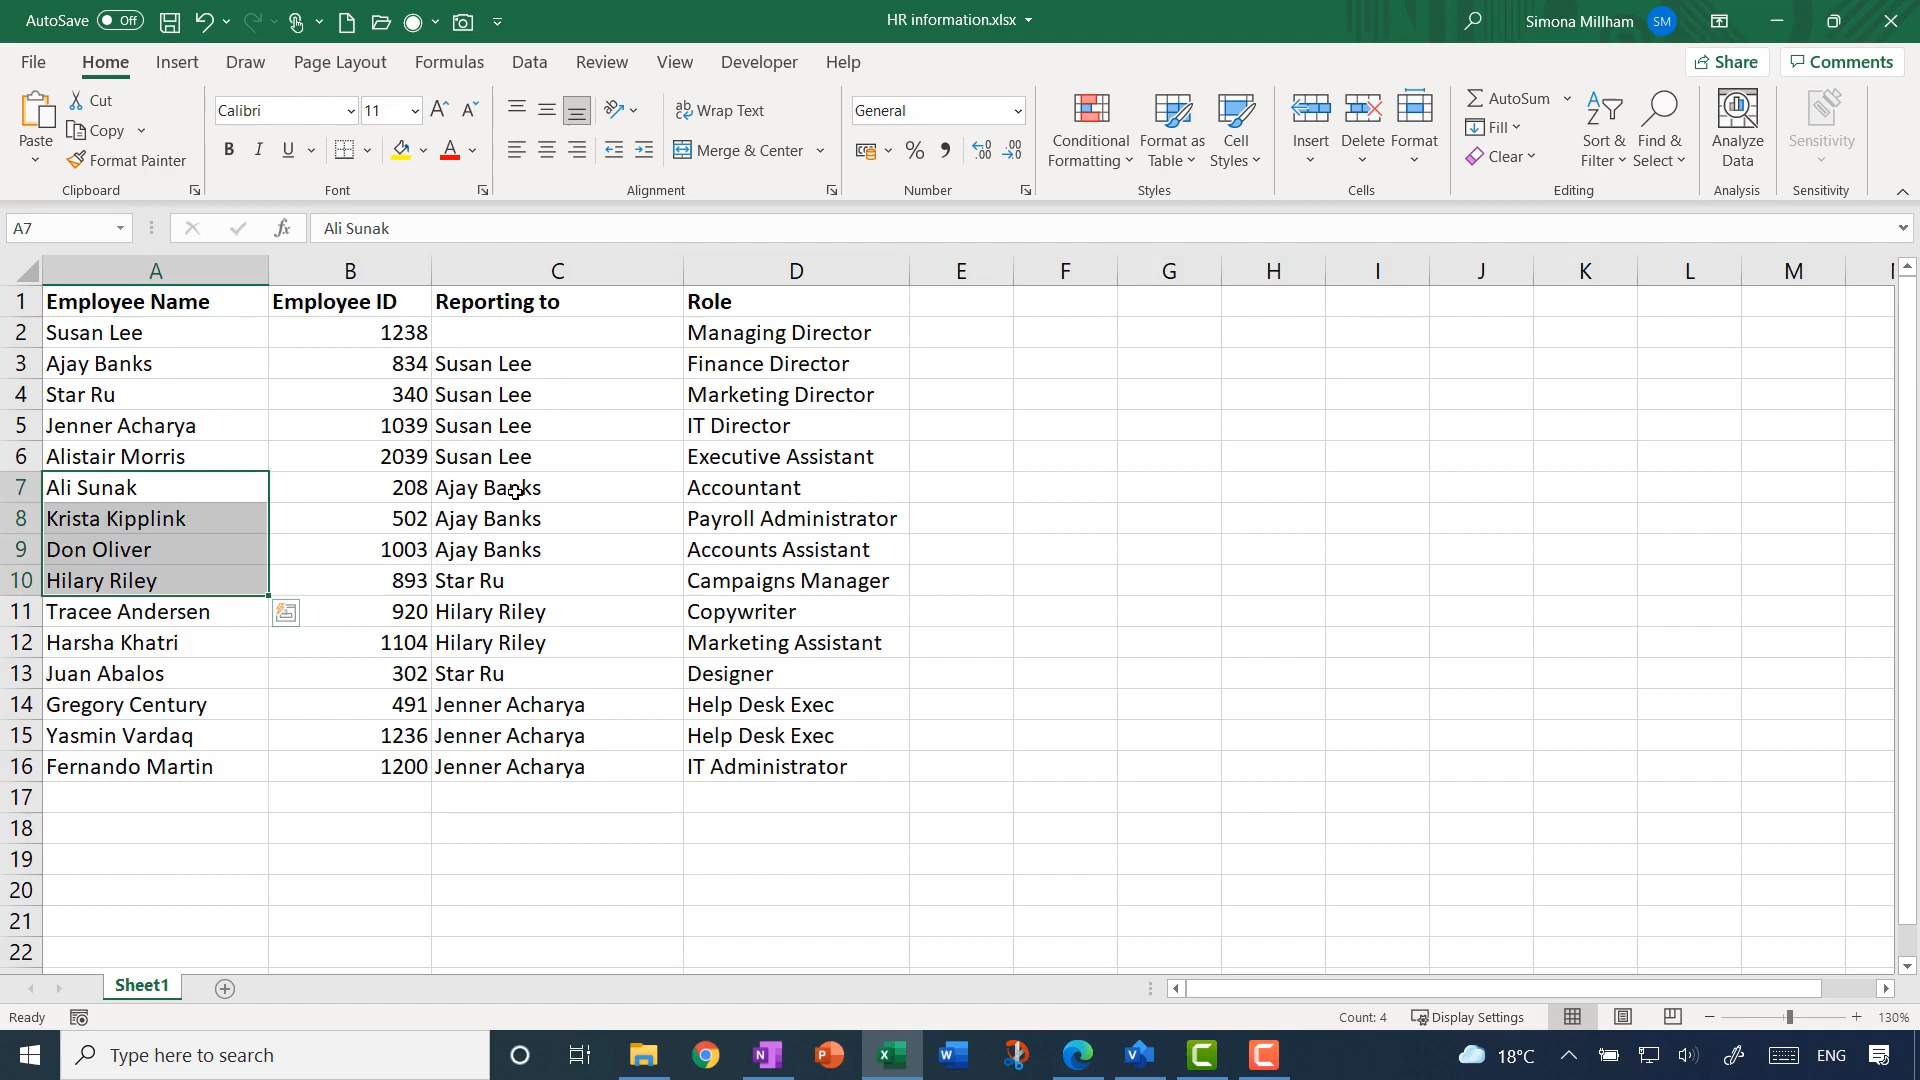 AutoSave Off HR information.xlsx Simona Millham SM
File Home Insert Draw Page Layout Formulas Data Review View Developer Help Share Comments
Paste Cut Copy Format Painter Clipboard
Calibri 11 B I U A Font
Wrap Text Merge & Center Alignment
General % Number
Conditional Formatting Format as Table Cell Styles Styles
Insert Delete Format Cells
AutoSum Fill Clear Sort & Filter Find & Select Editing
Analyze Data Analysis
Sensitivity Sensitivity
A7 fx Ali Sunak
A B C D E F G H I J K L M
1 Employee Name Employee ID Reporting to Role
2 Susan Lee 1238 Managing Director
3 Ajay Banks 834 Susan Lee Finance Director
4 Star Ru 340 Susan Lee Marketing Director
5 Jenner Acharya 1039 Susan Lee IT Director
6 Alistair Morris 2039 Susan Lee Executive Assistant
7 Ali Sunak 208 Ajay Banks Accountant
8 Krista Kipplink 502 Ajay Banks Payroll Administrator
9 Don Oliver 1003 Ajay Banks Accounts Assistant
10 Hilary Riley 893 Star Ru Campaigns Manager
11 Tracee Andersen 920 Hilary Riley Copywriter
12 Harsha Khatri 1104 Hilary Riley Marketing Assistant
13 Juan Abalos 302 Star Ru Designer
14 Gregory Century 491 Jenner Acharya Help Desk Exec
15 Yasmin Vardaq 1236 Jenner Acharya Help Desk Exec
16 Fernando Martin 1200 Jenner Acharya IT Administrator
17
18
19
20
21
22
Sheet1
Ready Count: 4 Display Settings 130%
Type here to search 18°C ENG